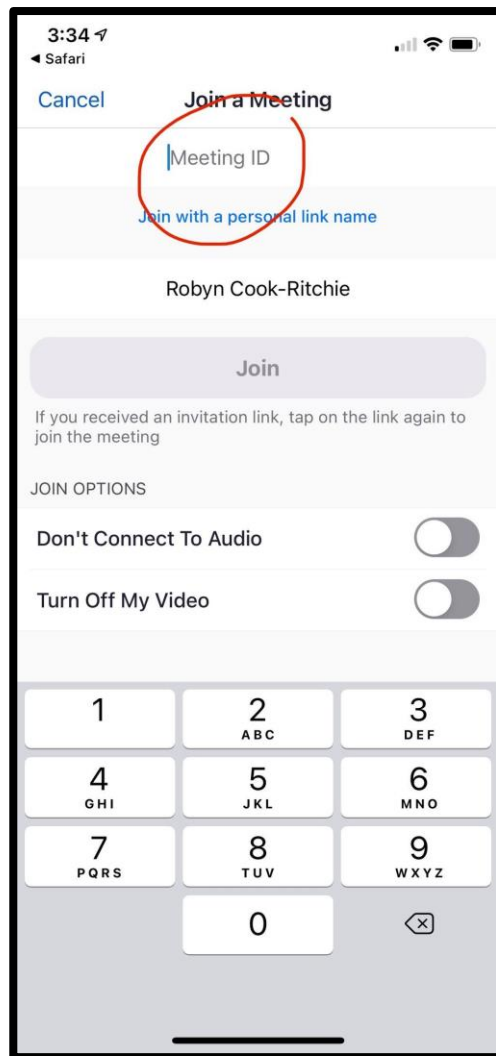 3:34
◀ Safari
Cancel Join a Meeting
Meeting ID
Join with a personal link name
Robyn Cook-Ritchie
Join
If you received an invitation link, tap on the link again to
join the meeting
JOIN OPTIONS
Don't Connect To Audio
Turn Off My Video
1 2 3
ABC DEF
4 5 6
GHI JKL MNO
7 8 9
PQRS TUV WXYZ
0